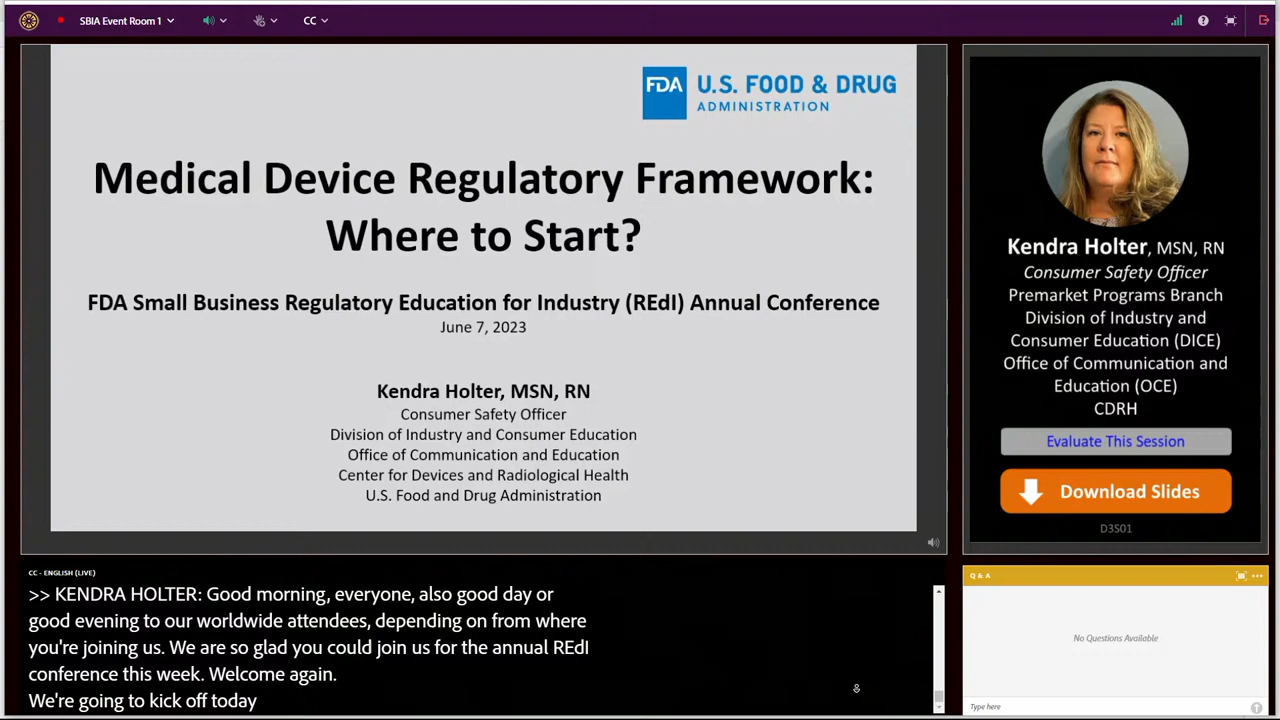 SBIA Event Room 1
CC
FDA U.S. FOOD & DRUG
ADMINISTRATION
Medical Device Regulatory Framework:
Where to Start?
FDA Small Business Regulatory Education for Industry (REdI) Annual Conference
June 7, 2023
Kendra Holter, MSN, RN
Consumer Safety Officer
Division of Industry and Consumer Education
Office of Communication and Education
Center for Devices and Radiological Health
U.S. Food and Drug Administration
Kendra Holter, MSN, RN
Consumer Safety Officer
Premarket Programs Branch
Division of Industry and
Consumer Education (DICE)
Office of Communication and
Education (OCE)
CDRH
Evaluate This Session
Download Slides
D3S01
CC - ENGLISH (LIVE)
>> KENDRA HOLTER: Good morning, everyone, also good day or
good evening to our worldwide attendees, depending on from where
you're joining us. We are so glad you could join us for the annual REdI
conference this week. Welcome again.
We're going to kick off today
Q & A
No Questions Available
Type here